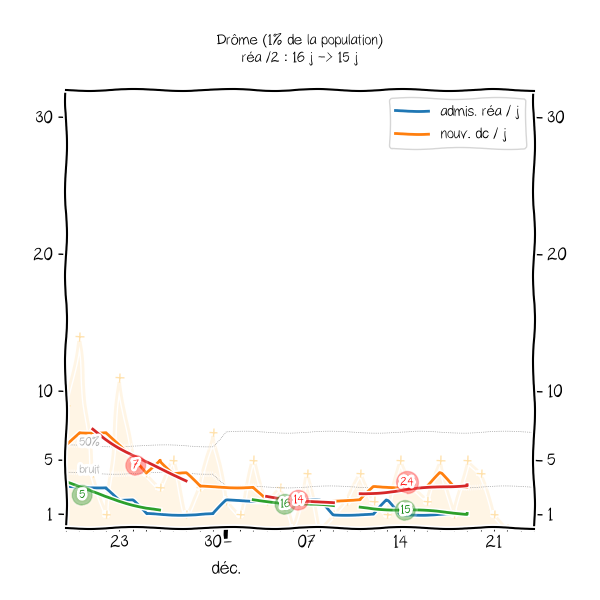 Drôme (1% de la population)
réa /2 : 16 j -> 15 j
admis. réa / j
nouv. dc / j
30 30
20 20
10 10
50%
5 5
bruit
1 1
7
5
16 14
24
15
23 30 07 14 21
déc.